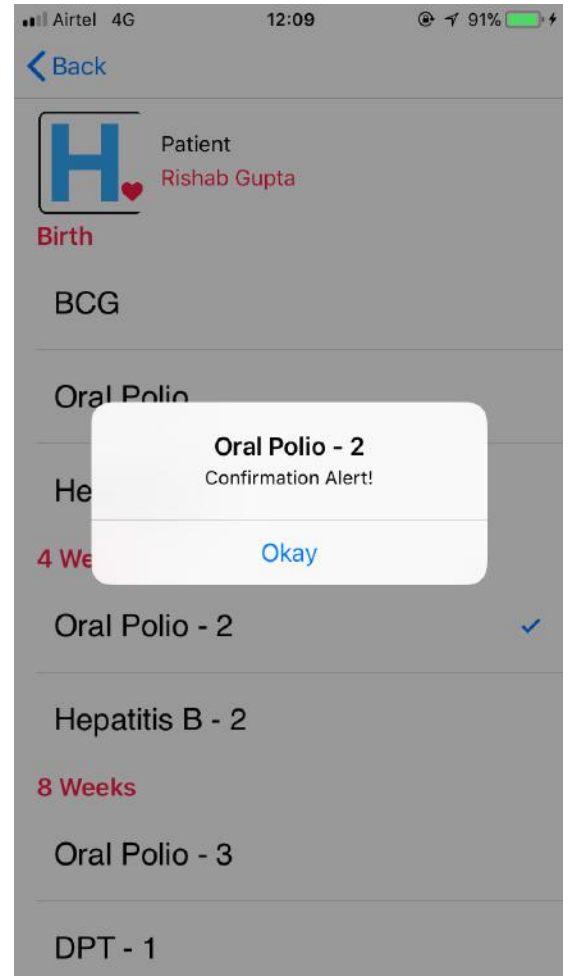 Airtel 4G 12:09 91%
Back
H
Patient
Rishab Gupta
Birth
BCG
Oral Polio
Oral Polio - 2
Confirmation Alert!
He
4 We
Okay
Oral Polio - 2
Hepatitis B - 2
8 Weeks
Oral Polio - 3
DPT - 1